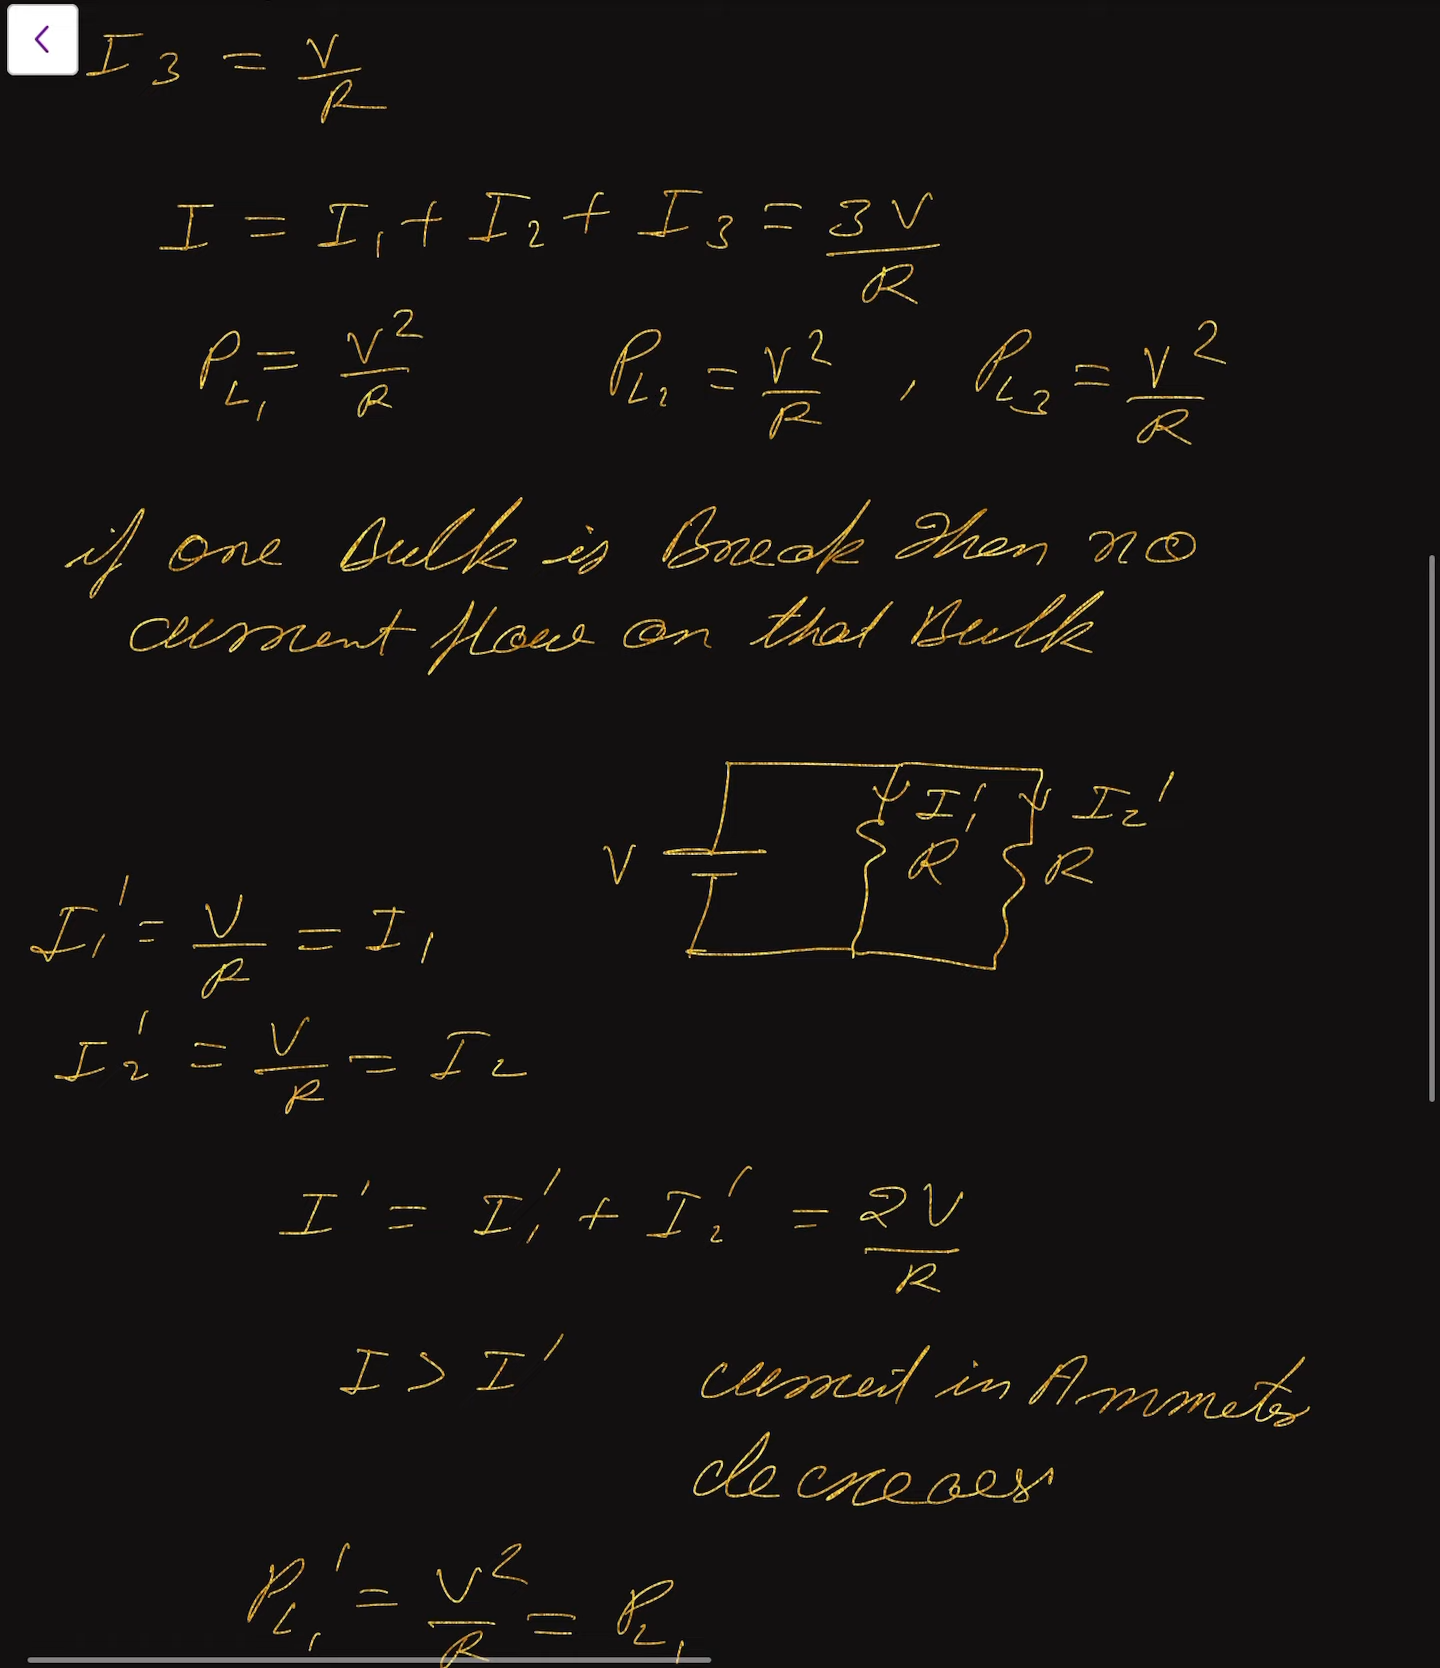 I3 = V/R
I = I1 + I2 + I3 = 3V/R
PL1 = V²/R PL2 = V²/R , PL3 = V²/R
if one Bulk is Break then no
current flow on that Bulk
I1' I2'
V R R
I1' = V/R = I1
I2' = V/R = I2
I' = I1' + I2' = 2V/R
I > I' current in Ammeter
decreases
PL1' = V²/R = PL1